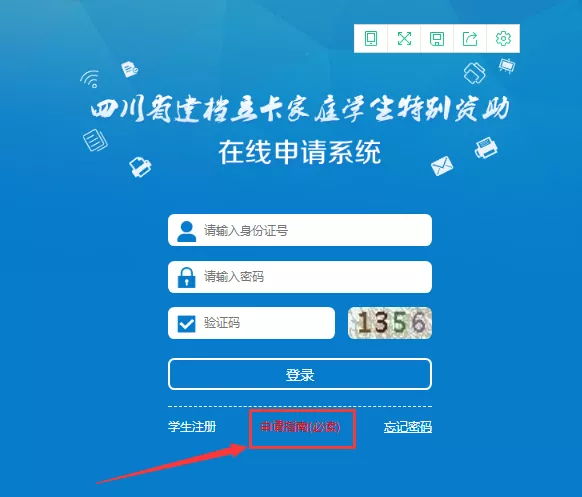 四川省建档立卡家庭学生特别资助
在线申请系统
请输入身份证号
请输入密码
验证码
1356
登录
学生注册
申请指南(必读)
忘记密码